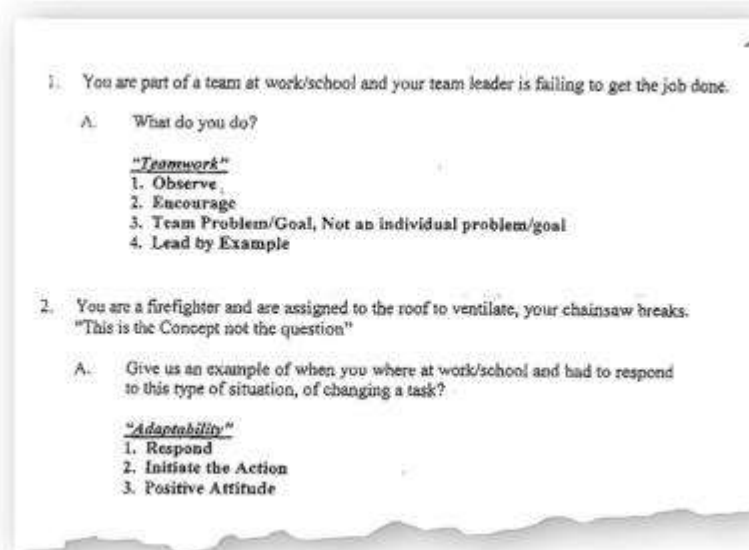 1. You are part of a team at work/school and your team leader is failing to get the job done.
A. What do you do?
"Teamwork"
1. Observe
2. Encourage
3. Team Problem/Goal, Not an individual problem/goal
4. Lead by Example
2. You are a firefighter and are assigned to the roof to ventilate, your chainsaw breaks.
"This is the Concept not the question"
A. Give us an example of when you where at work/school and had to respond
to this type of situation, of changing a task?
"Adaptability"
1. Respond
2. Initiate the Action
3. Positive Attitude